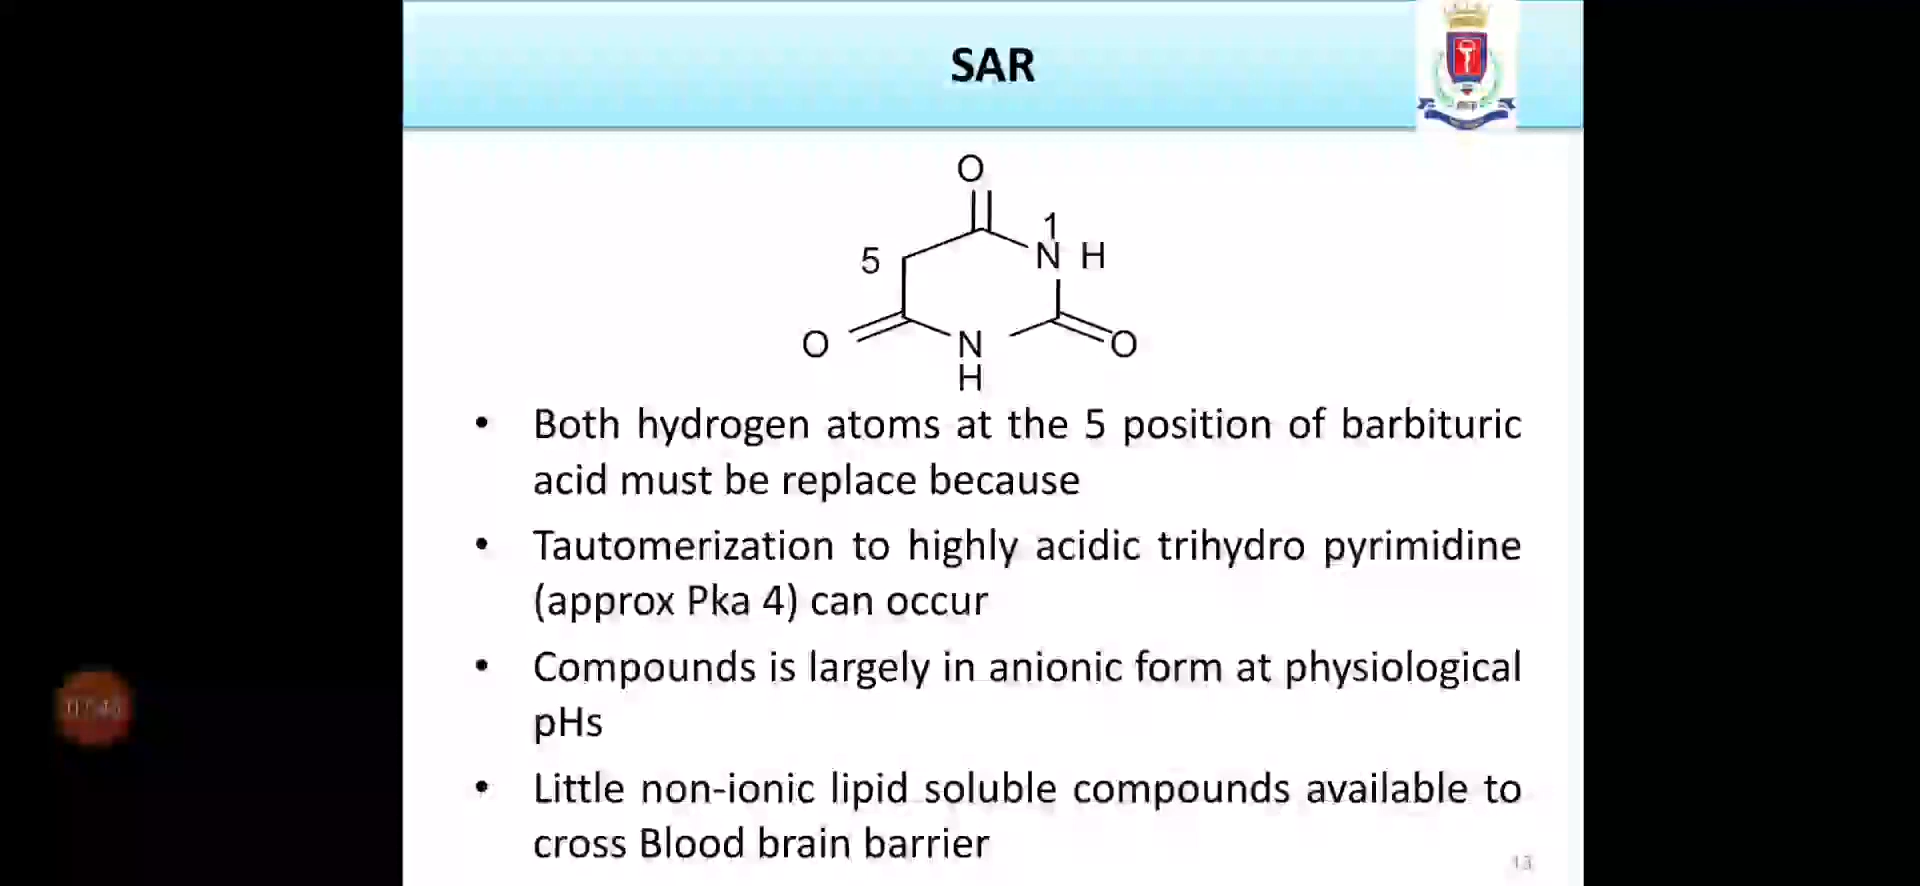 SAR
O
1
5
N H
O
N
O
H
• Both hydrogen atoms at the 5 position of barbituric
acid must be replace because
• Tautomerization to highly acidic trihydro pyrimidine
(approx Pka 4) can occur
• Compounds is largely in anionic form at physiological
pHs
• Little non-ionic lipid soluble compounds available to
cross Blood brain barrier
13